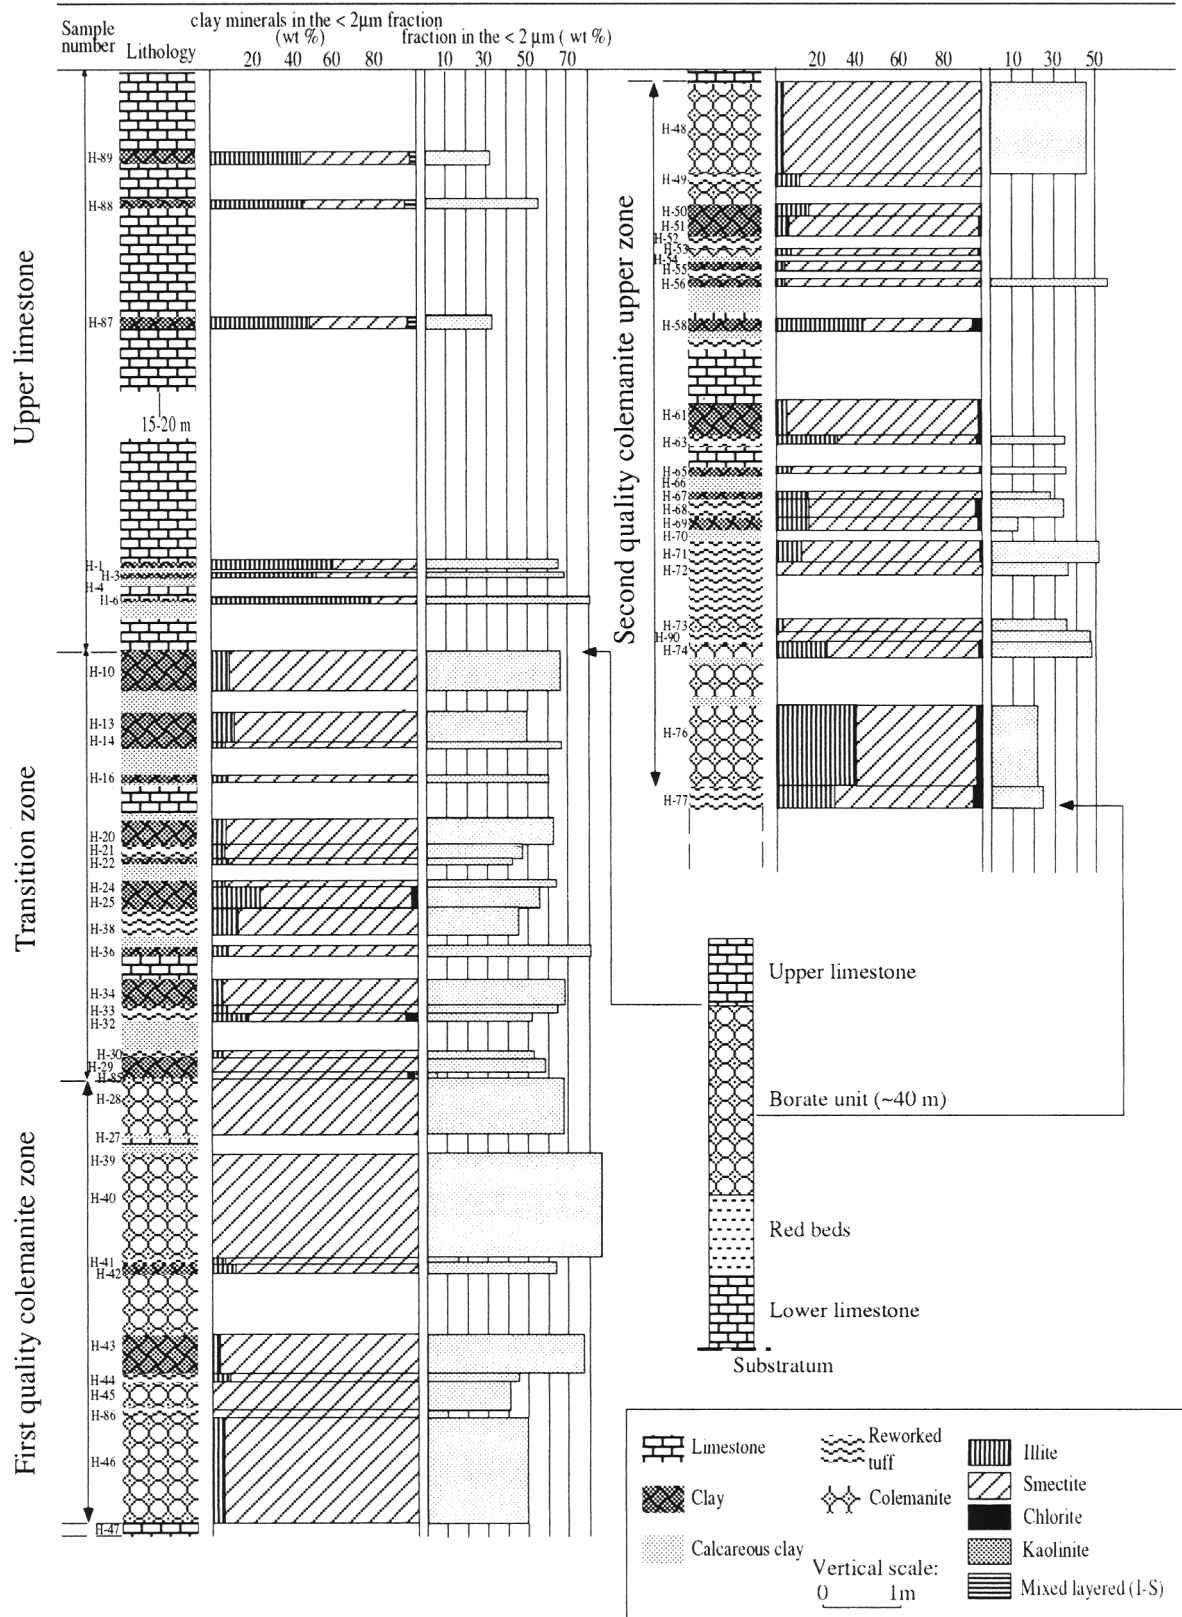 Sample
number
Lithology
clay minerals in the < 2µm fraction
(wt %)
fraction in the < 2 µm ( wt %)
20 40 60 80
10 30 50 70
20 40 60 80
10 30 50
Upper limestone
H-89
H-88
H-87
15-20 m
H-1
H-3
H-4
H-6
Transition zone
H-10
H-13
H-14
H-16
H-20
H-21
H-22
H-24
H-25
H-38
H-36
H-34
H-33
H-32
H-30
H-29
H-85
First quality colemanite zone
H-28
H-27
H-39
H-40
H-41
H-42
H-43
H-44
H-45
H-86
H-46
H-47
Second quality colemanite upper zone
H-48
H-49
H-50
H-51
H-52
H-53
H-54
H-55
H-56
H-58
H-61
H-63
H-65
H-66
H-67
H-68
H-69
H-70
H-71
H-72
H-73
H-90
H-74
H-76
H-77
Upper limestone
Borate unit (~40 m)
Red beds
Lower limestone
Substratum
Limestone
Clay
Calcareous clay
Reworked
tuff
Colemanite
Vertical scale:
0 1m
Illite
Smectite
Chlorite
Kaolinite
Mixed layered (I-S)